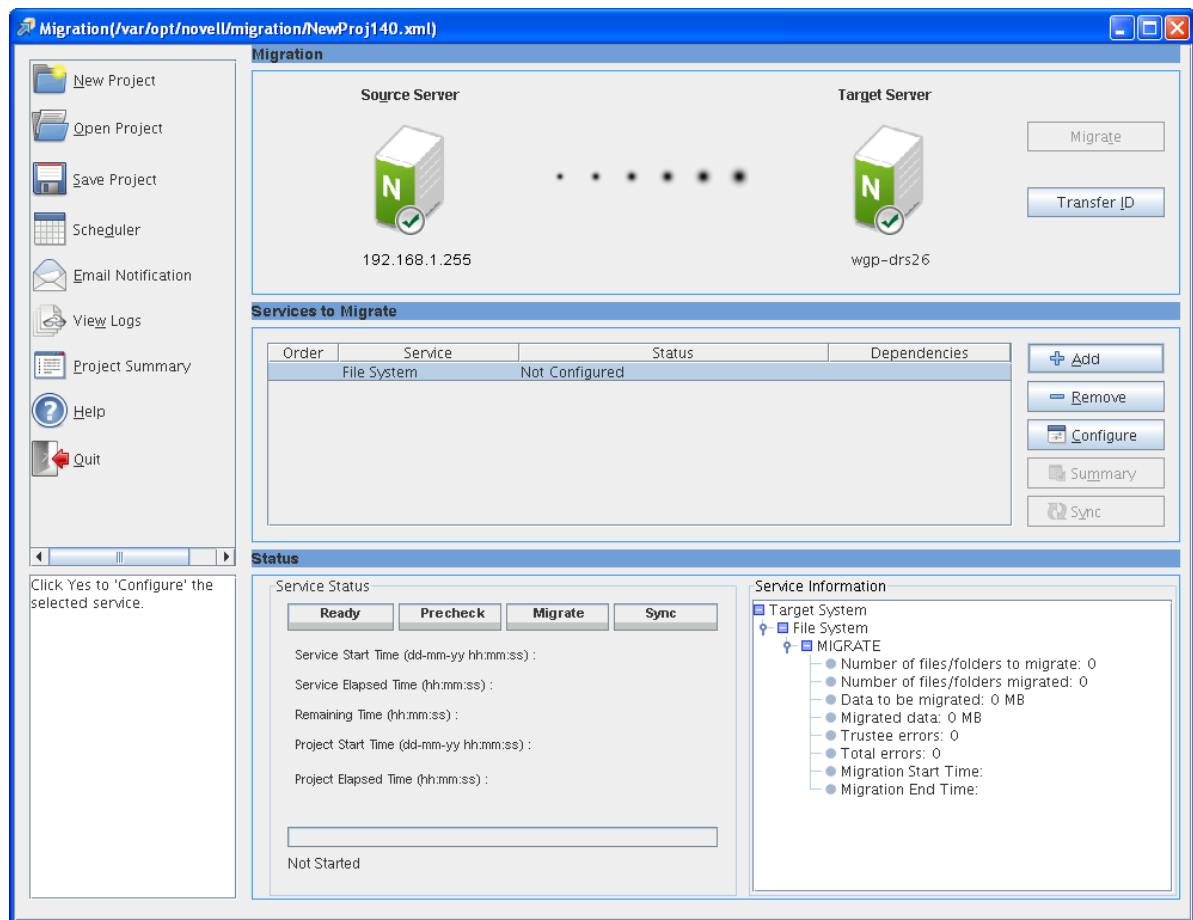 Migration(/var/opt/novell/migration/NewProj140.xml)
New Project
Open Project
Save Project
Scheduler
Email Notification
View Logs
Project Summary
Help
Quit
Click Yes to 'Configure' the
selected service.
Migration
Source Server
Target Server
N
N
192.168.1.255
wgp-drs26
Migrate
Transfer ID
Services to Migrate
Order Service Status Dependencies
File System Not Configured
Add
Remove
Configure
Summary
Sync
Status
Service Status
Ready Precheck Migrate Sync
Service Start Time (dd-mm-yy hh:mm:ss) :
Service Elapsed Time (hh:mm:ss) :
Remaining Time (hh:mm:ss) :
Project Start Time (dd-mm-yy hh:mm:ss) :
Project Elapsed Time (hh:mm:ss) :
Not Started
Service Information
Target System
File System
MIGRATE
Number of files/folders to migrate: 0
Number of files/folders migrated: 0
Data to be migrated: 0 MB
Migrated data: 0 MB
Trustee errors: 0
Total errors: 0
Migration Start Time:
Migration End Time: